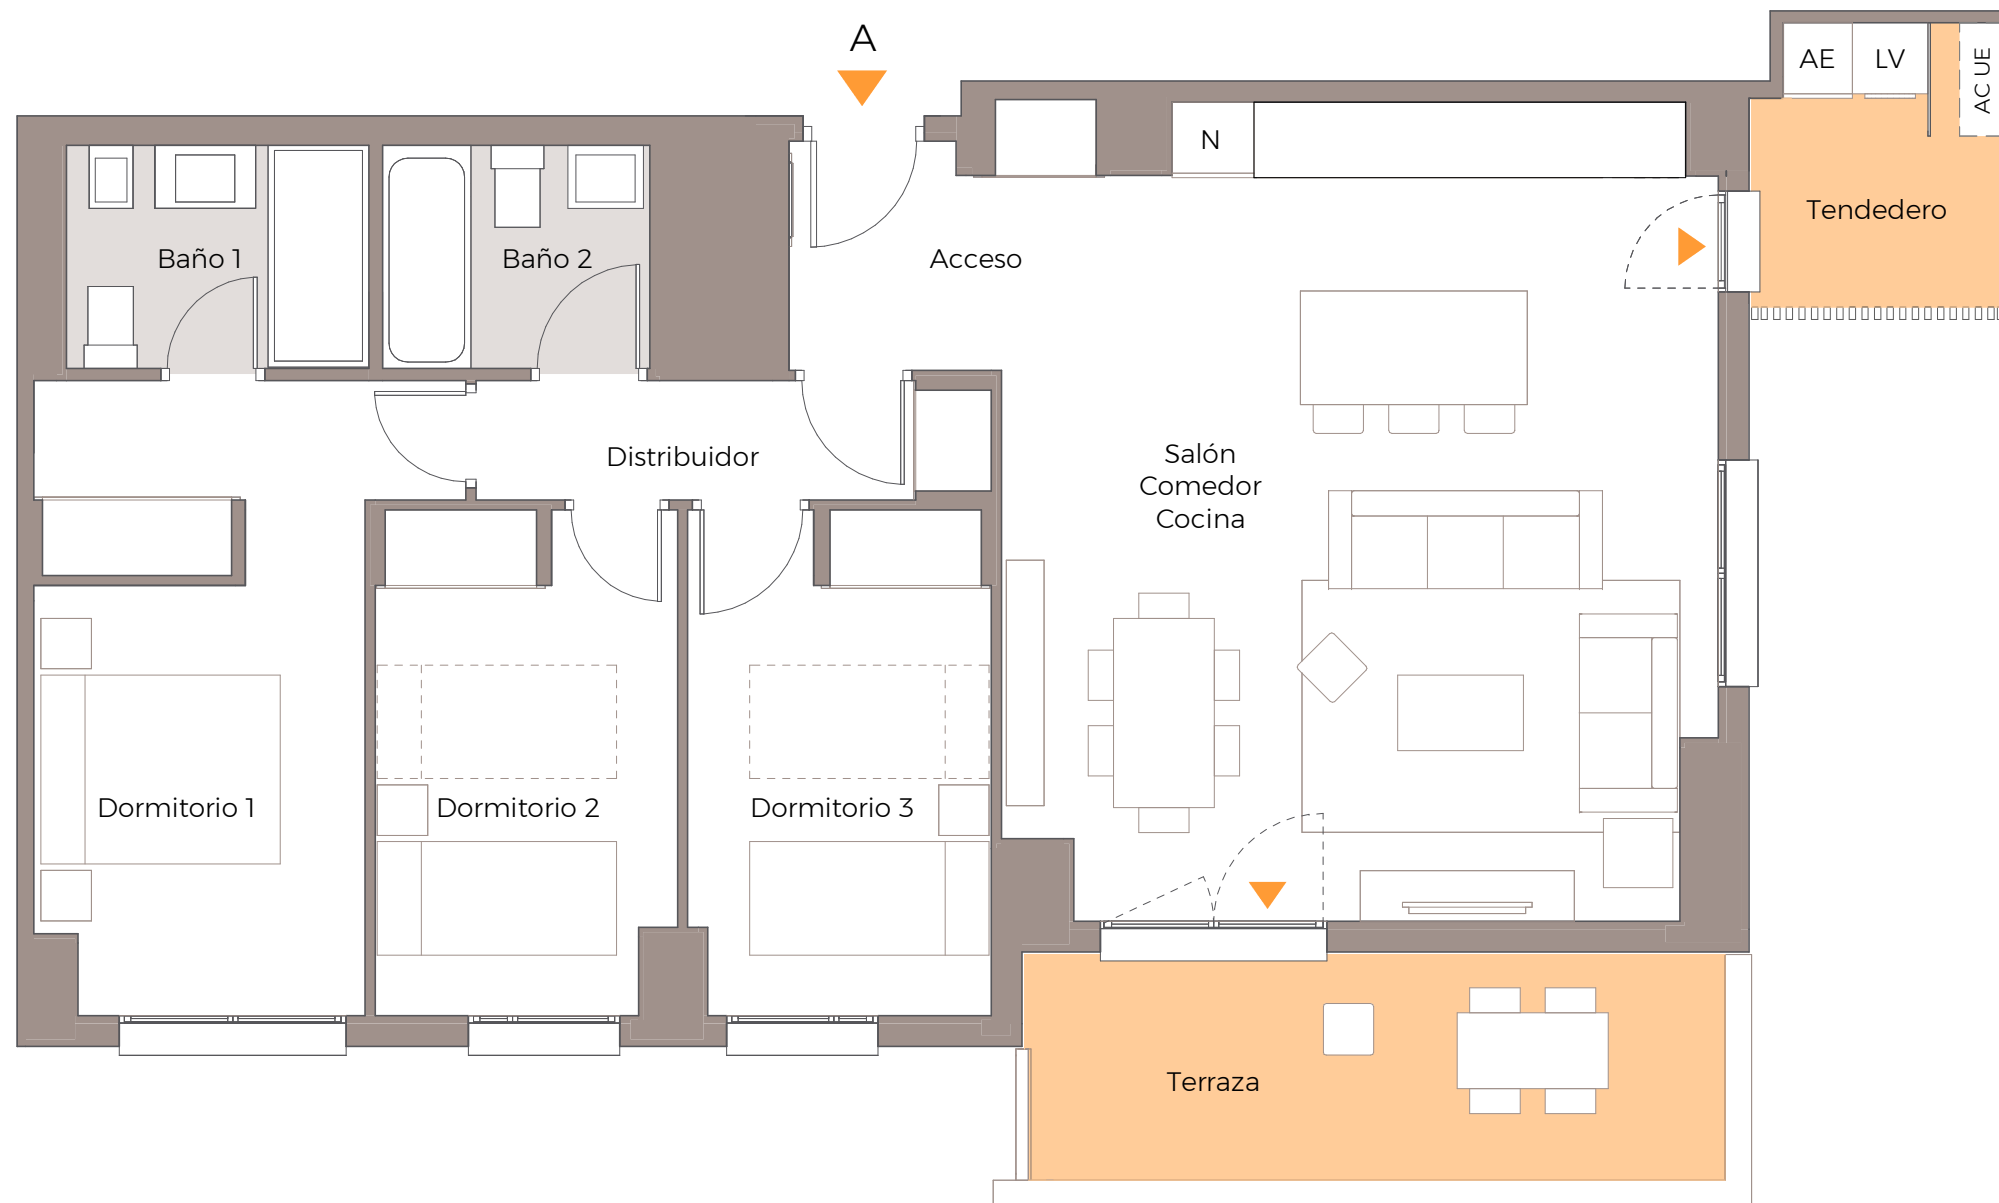 A
AE
LV
AC UE
N
Tendedero
Baño 1
Baño 2
Acceso
Distribuidor
Salón
Comedor
Cocina
Dormitorio 1
Dormitorio 2
Dormitorio 3
Terraza